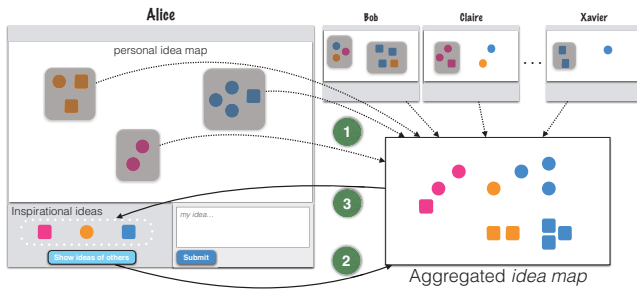 Alice
Bob
Claire
Xavier
personal idea map
. . .
1
3
Inspirational ideas
my idea...
Show ideas of others
Submit
2
Aggregated idea map